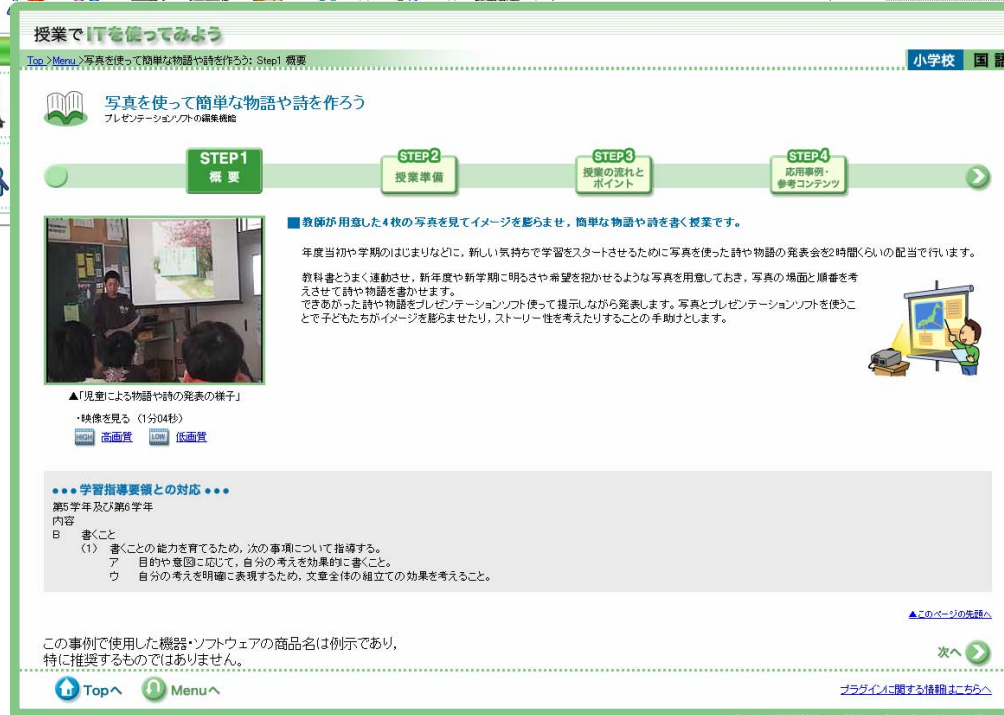 授業でITを使ってみよう
Top >Menu >写真を使って簡単な物語や詩を作ろう: Step1 概要
小学校 国語
写真を使って簡単な物語や詩を作ろう
プレゼンテーションソフトの編集機能
STEP1 概要
STEP2 授業準備
STEP3 授業の流れとポイント
STEP4 応用事例・参考コンテンツ
■教師が用意した4枚の写真を見てイメージを膨らませ，簡単な物語や詩を書く授業です。
年度当初や学期のはじまりなどに，新しい気持ちで学習をスタートさせるために写真を使った詩や物語の発表会を2時間くらいの配当で行います。
教科書とうまく連動させ，新年度や新学期に明るさや希望を抱かせるような写真を用意しておき，写真の場面と順番を考
えさせて詩や物語を書かせます。
できあがった詩や物語をプレゼンテーションソフト使って提示しながら発表します。写真とプレゼンテーションソフトを使うこ
とで子どもたちがイメージを膨らませたり，ストーリー性を考えたりすることの手助けとします。
▲「児童による物語や詩の発表の様子」
・映像を見る （1分04秒）
HIGH 高画質 LOW 低画質
●●● 学習指導要領との対応 ●●●
第5学年及び第6学年
内容
B 書くこと
(1) 書くことの能力を育てるため，次の事項について指導する。
ア 目的や意図に応じて，自分の考えを効果的に書くこと。
ウ 自分の考えを明確に表現するため，文章全体の組立ての効果を考えること。
▲このページの先頭へ
この事例で使用した機器・ソフトウェアの商品名は例示であり，
特に推奨するものではありません。
次へ
Topへ Menuへ
プラグインに関する情報はこちらへ